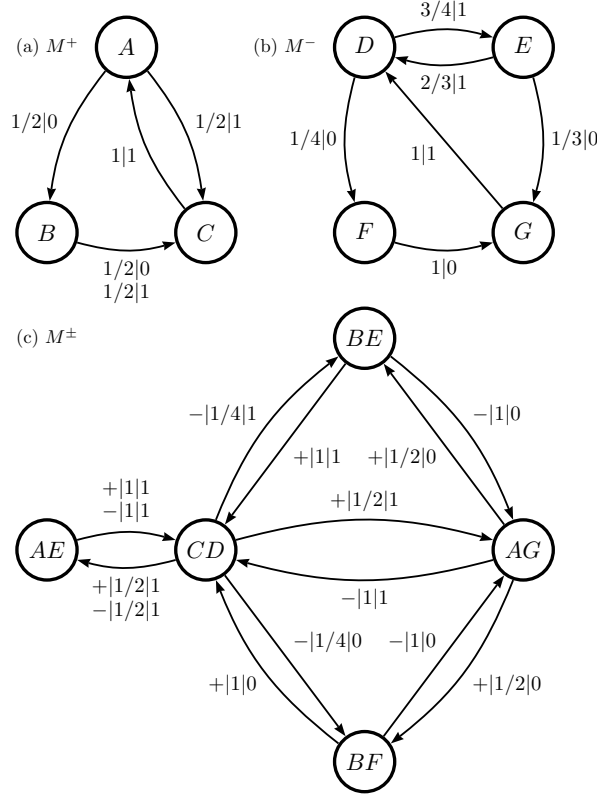 (a) M⁺
A
1/2|0
1/2|1
1|1
B
C
1/2|0
1/2|1
(b) M⁻
D
3/4|1
E
2/3|1
1/4|0
1|1
1/3|0
F
G
1|0
(c) M±
BE
−|1/4|1
−|1|0
+|1|1
+|1/2|0
+|1|1
−|1|1
+|1/2|1
AE
CD
AG
+|1/2|1
−|1/2|1
−|1|1
−|1/4|0
−|1|0
+|1|0
+|1/2|0
BF